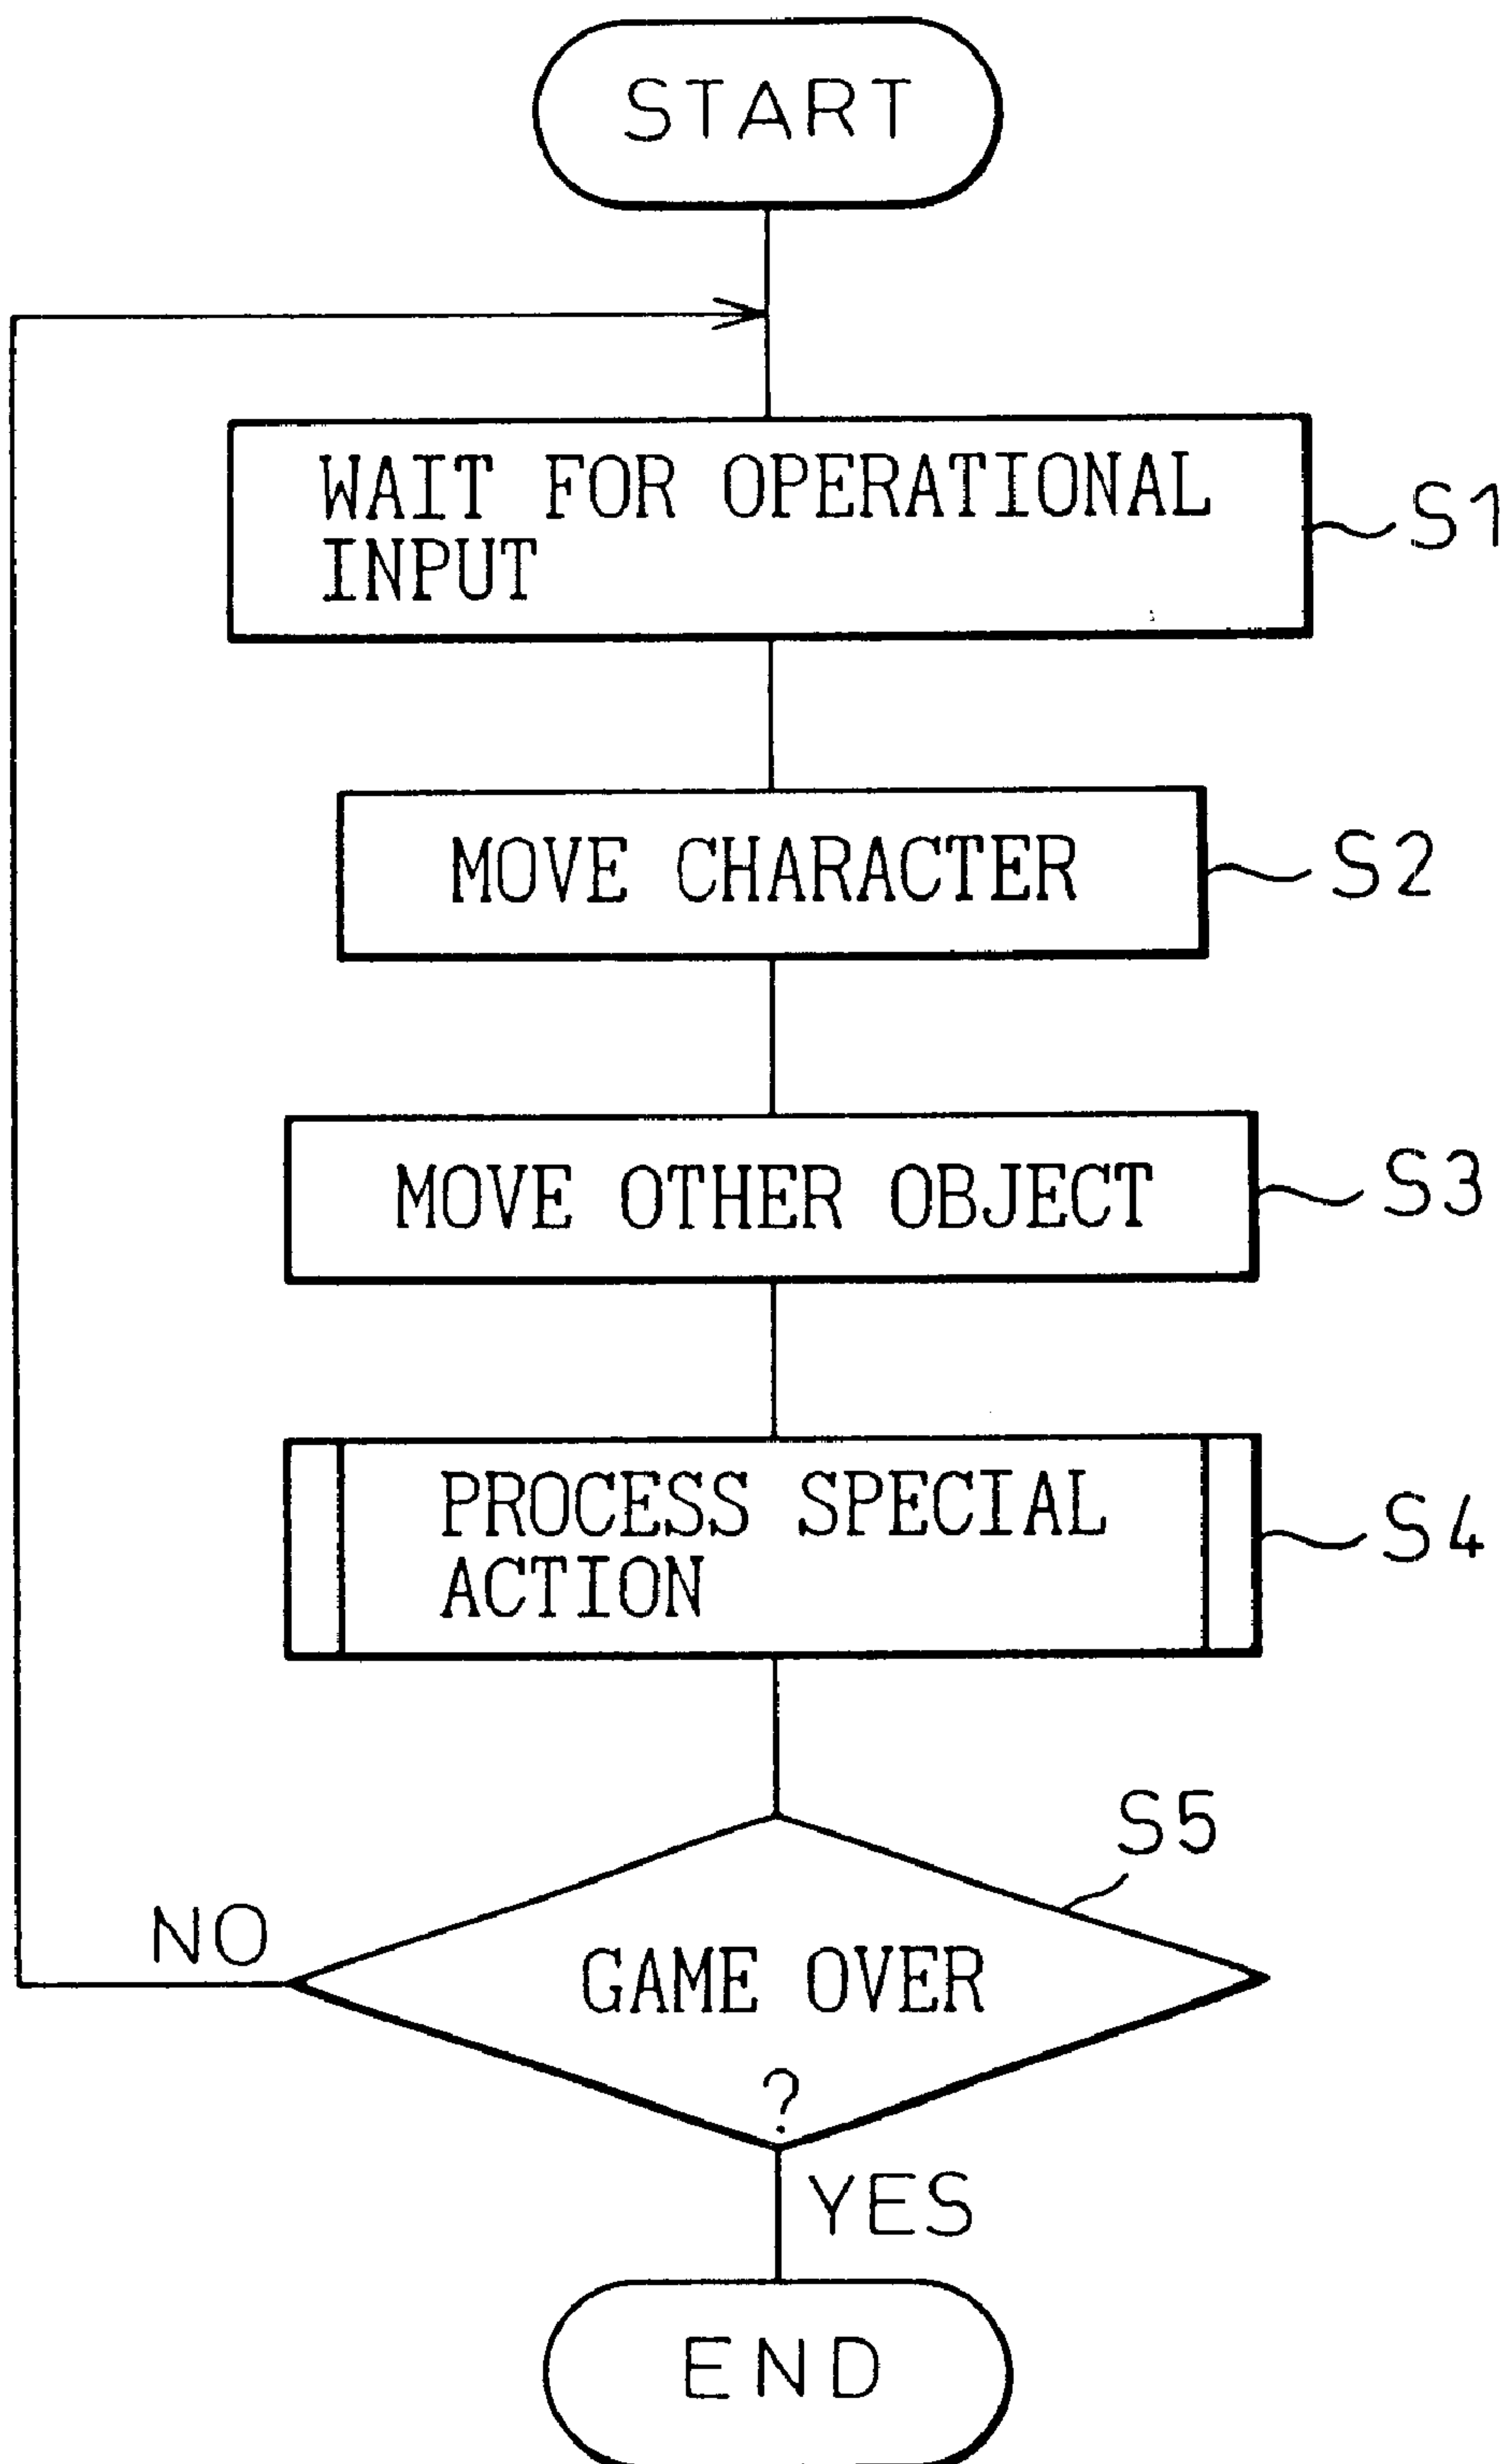 START
WAIT FOR OPERATIONAL
INPUT
S1
MOVE CHARACTER
S2
MOVE OTHER OBJECT
S3
PROCESS SPECIAL
ACTION
S4
S5
NO
GAME OVER
?
YES
END